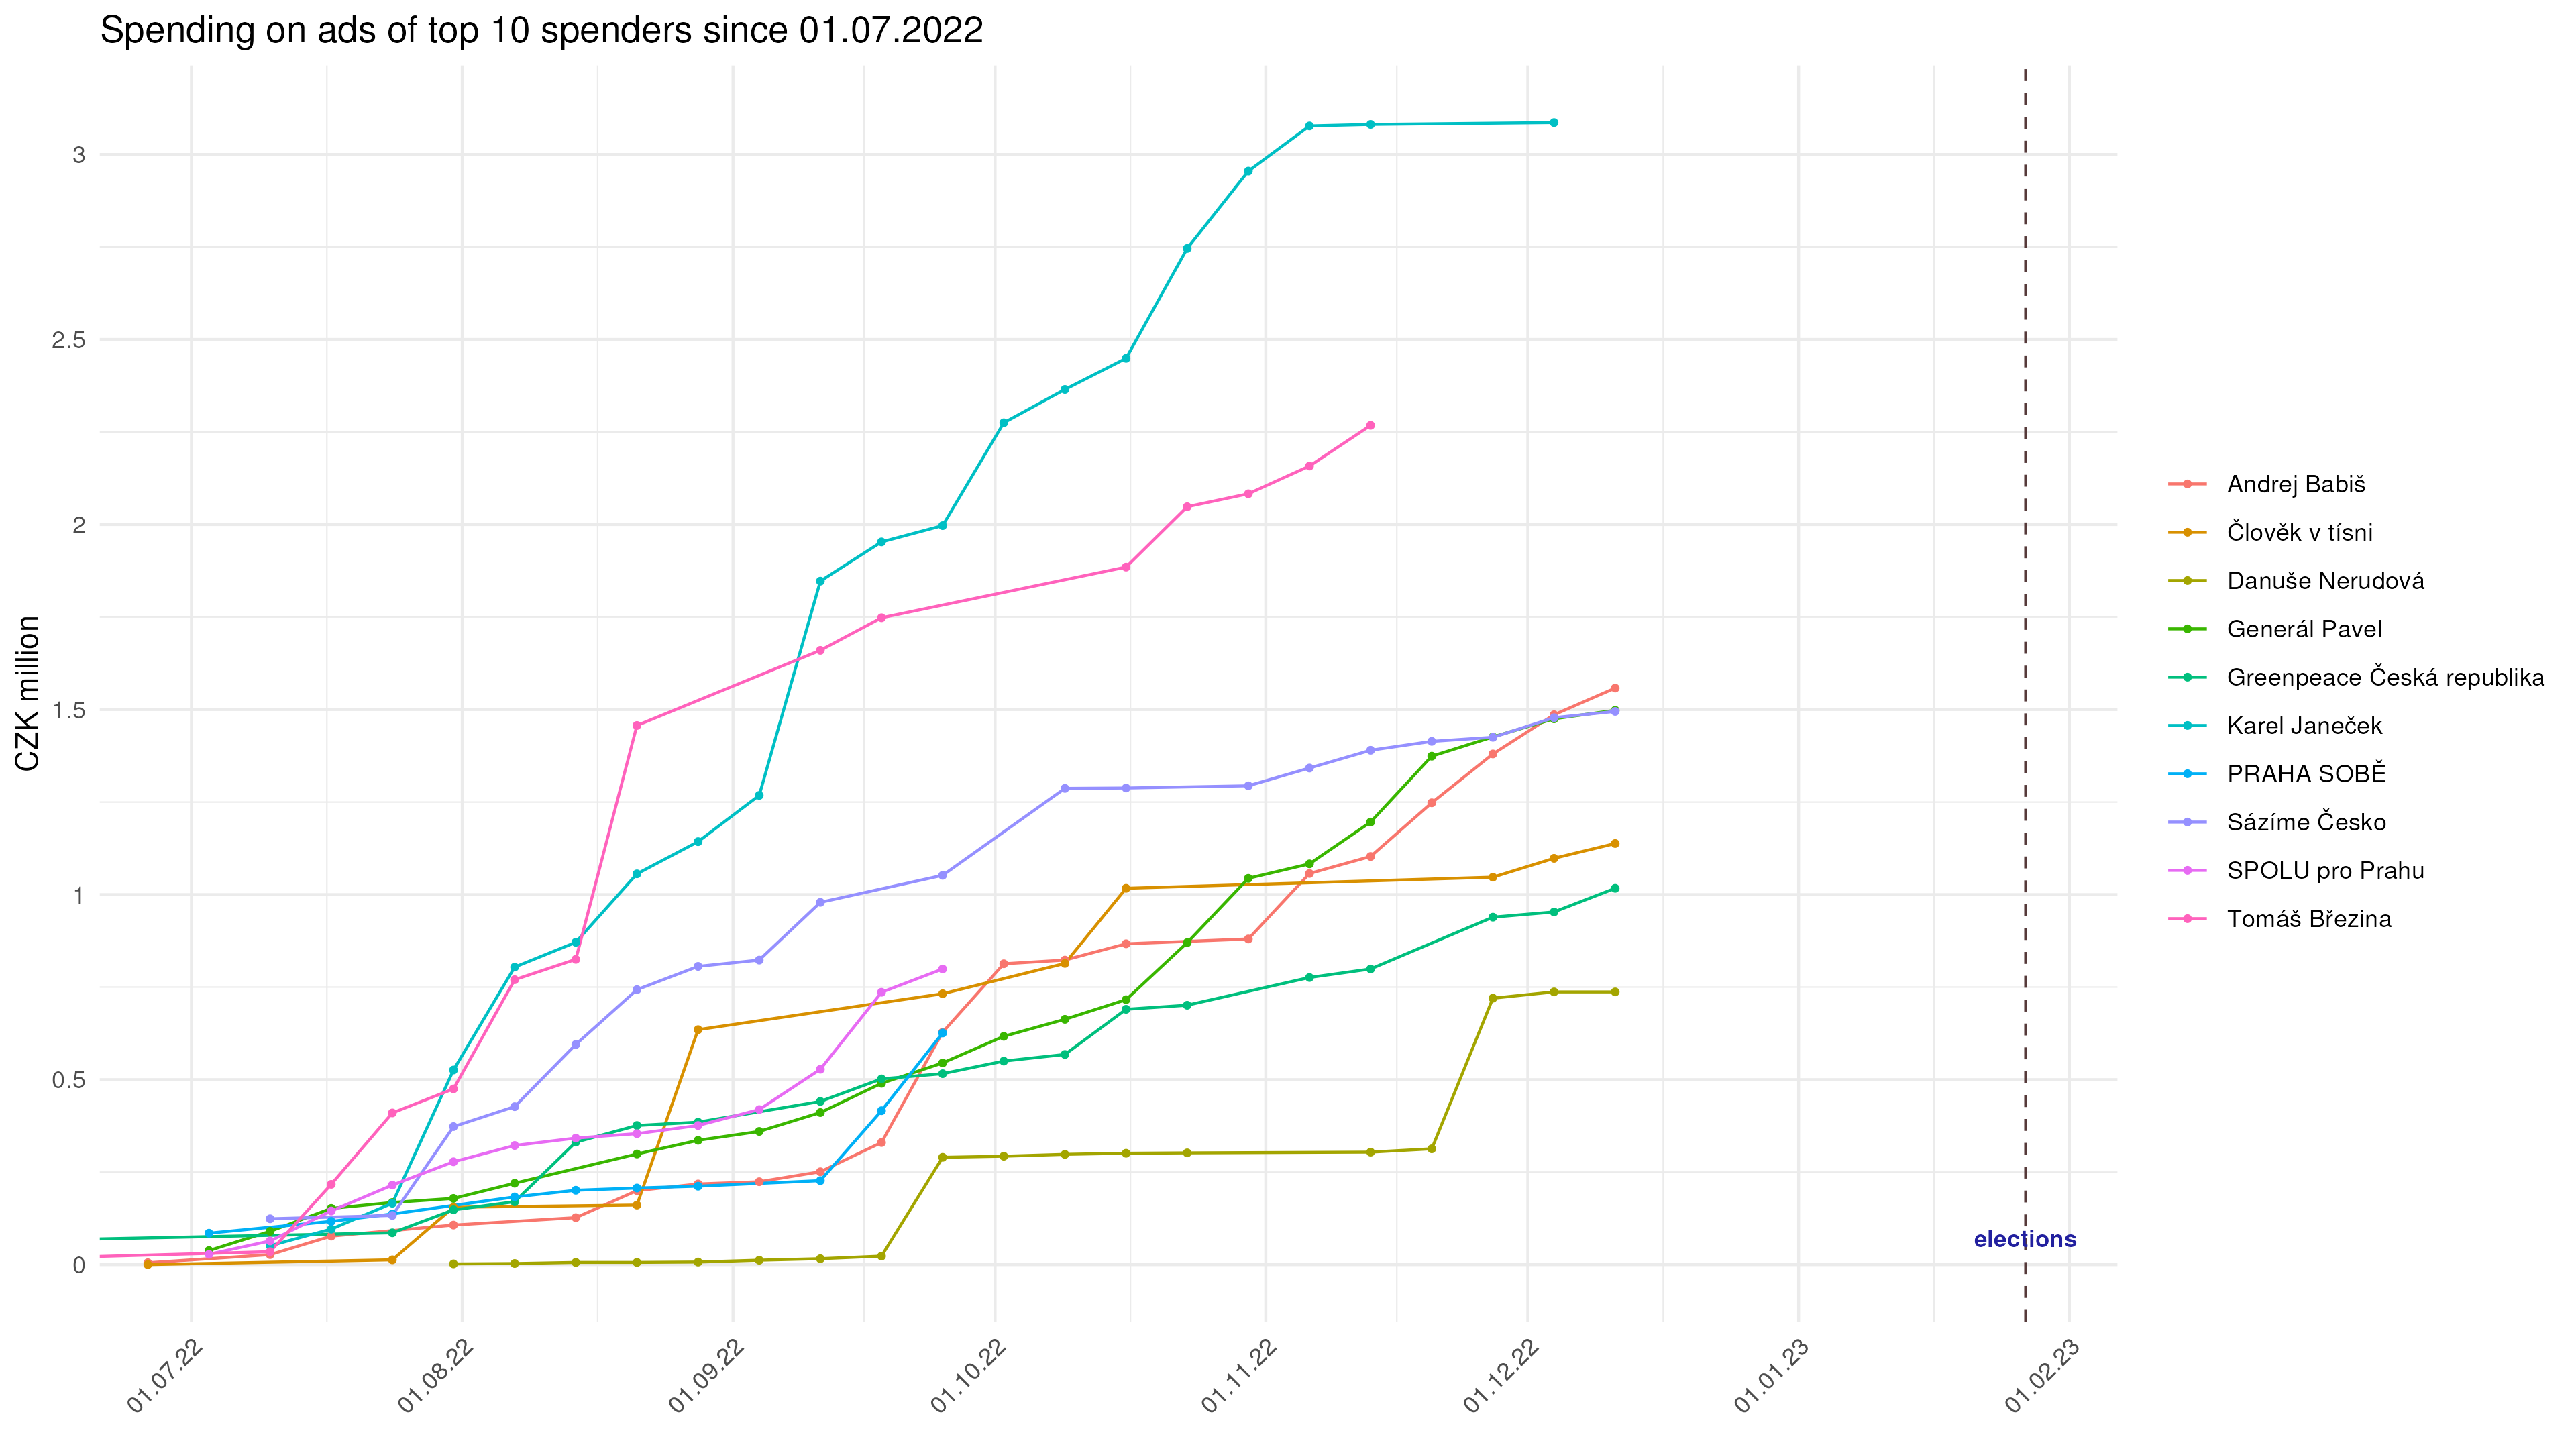 Spending on ads of top 10 spenders since 01.07.2022
CZK million
3
2.5
2
1.5
1
0.5
0
01.07.22
01.08.22
01.09.22
01.10.22
01.11.22
01.12.22
01.01.23
01.02.23
elections
Andrej Babiš
Člověk v tísni
Danuše Nerudová
Generál Pavel
Greenpeace Česká republika
Karel Janeček
PRAHA SOBĚ
Sázíme Česko
SPOLU pro Prahu
Tomáš Březina